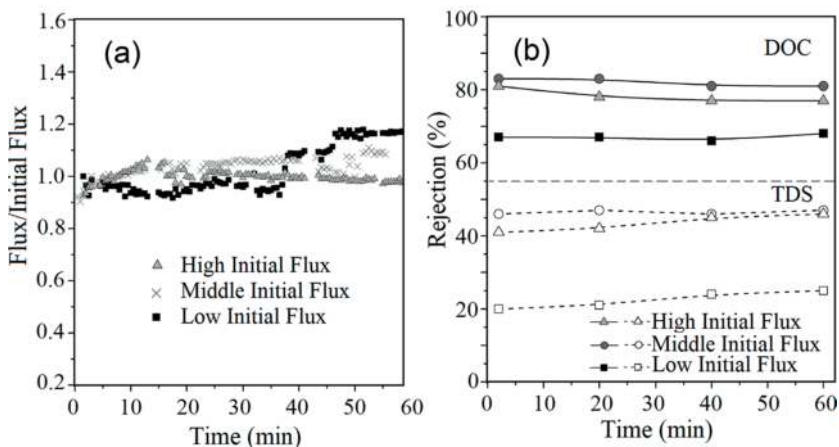 (a)
1.6
1.4
1.2
1.0
0.8
0.6
0.4
0.2
Flux/Initial Flux
High Initial Flux
Middle Initial Flux
Low Initial Flux
0 10 20 30 40 50 60
Time (min)
(b)
DOC
100
80
60
40
20
0
Rejection (%)
TDS
High Initial Flux
Middle Initial Flux
Low Initial Flux
0 10 20 30 40 50 60
Time (min)